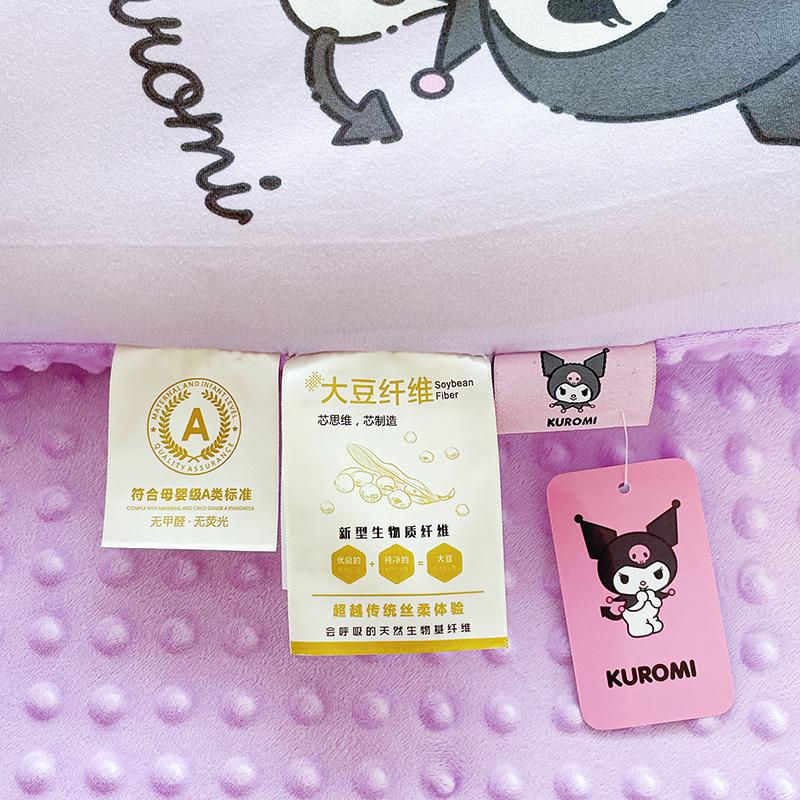 uromi
MATERNAL AND INFANT LEVEL
A
QUALITY ASSURANCE
符合母婴级A类标准
COMPLY WITH MATERNAL AND CHILD GRADE A STANDARDS
无甲醛·无荧光
大豆纤维 Soybean
Fiber
芯思维，芯制造
新型生物质纤维
优良的 + 纯净的 = 大豆
超越传统丝柔体验
会呼吸的天然生物基纤维
KUROMI
KUROMI